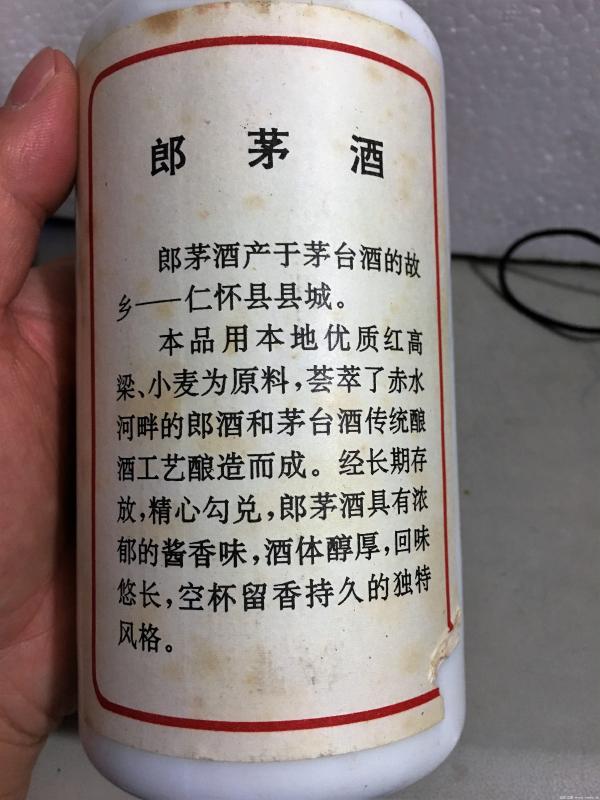 郎茅酒
郎茅酒产于茅台酒的故
乡——仁怀县县城。
本品用本地优质红高
粱、小麦为原料,荟萃了赤水
河畔的郎酒和茅台酒传统酿
酒工艺酿造而成。经长期存
放,精心勾兑,郎茅酒具有浓
郁的酱香味,酒体醇厚,回味
悠长,空杯留香持久的独特
风格。